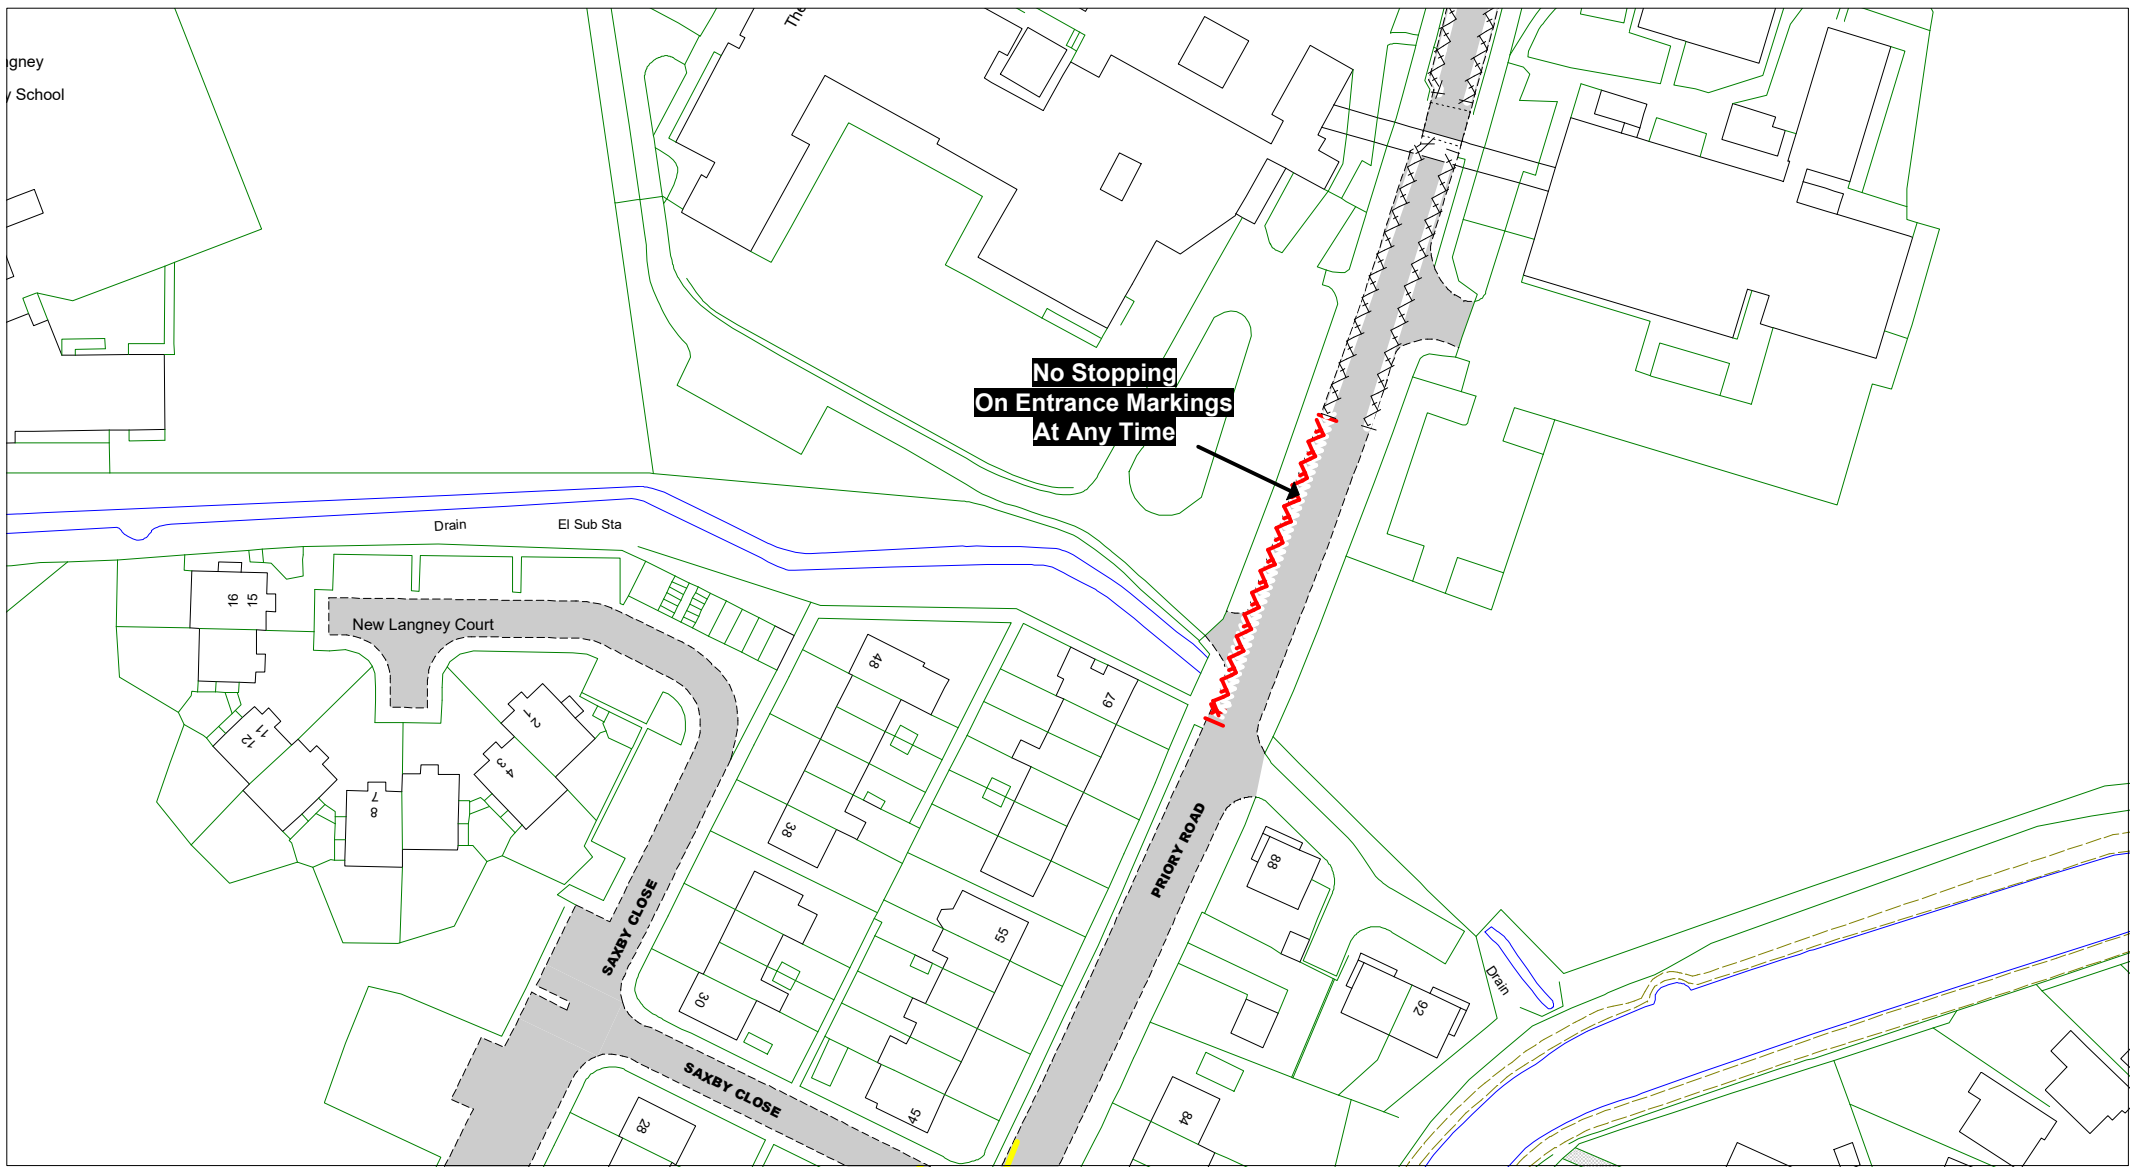 The
gney
y School
No Stopping
On Entrance Markings
At Any Time
Drain
El Sub Sta
16
15
New Langney Court
48
67
1
2
11
12
3
4
7
8
38
PRIORY ROAD
88
SAXBY CLOSE
55
Drain
30
92
SAXBY CLOSE
45
84
28